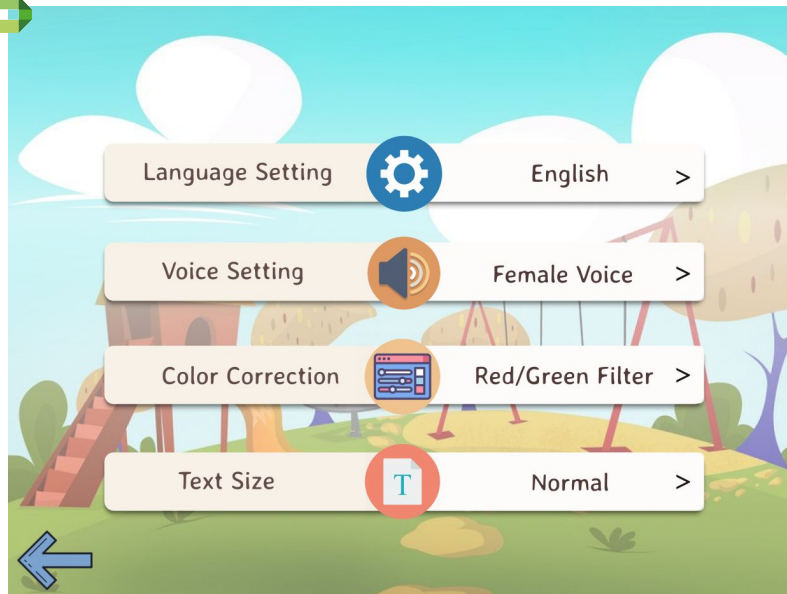 Language Setting English >
Voice Setting Female Voice >
Color Correction Red/Green Filter >
Text Size T Normal >